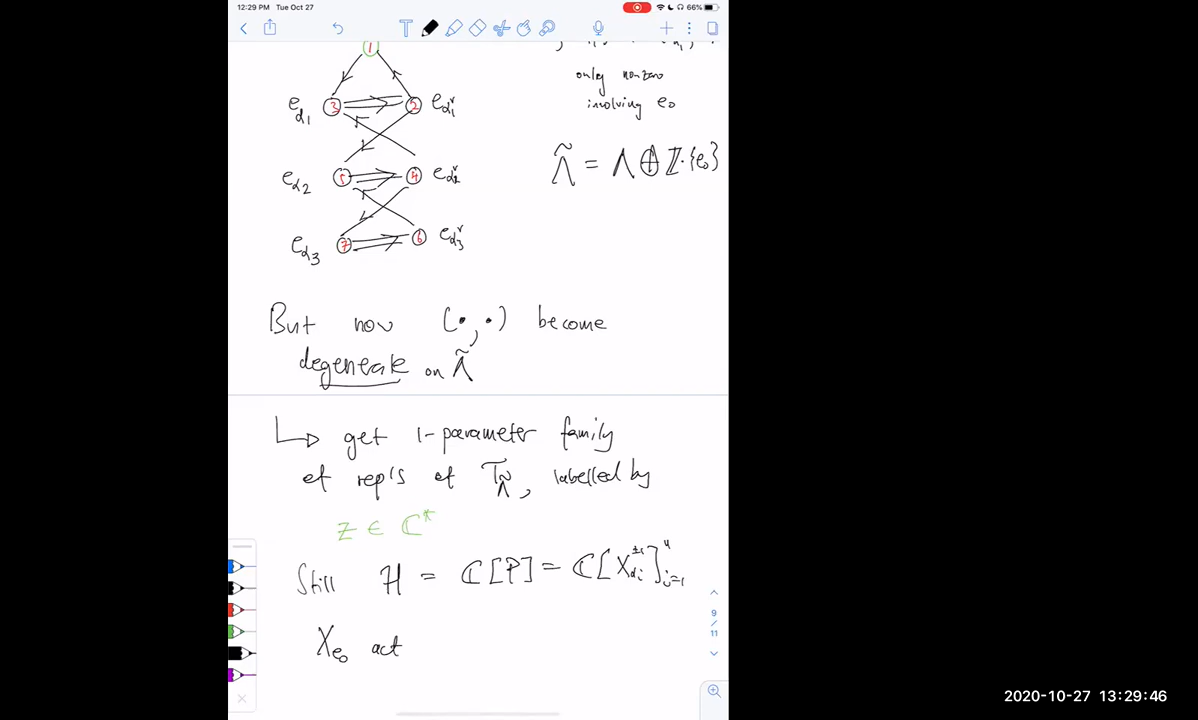 12:29 PM Tue Oct 27
66%
T
1
only nonzero
involving e₀
e_{α₁} 3 2 e_{α₁^∨}
Λ̃ = Λ ⊕ ℤ·{e₀}
e_{α₂} 5 4 e_{α₂^∨}
e_{α₃} 7 6 e_{α₃^∨}
But now (•,•) become
degenerate on Λ̃
↳ get 1-parameter family
of rep's of T_{Λ̃}, labelled by
Z ∈ ℂ^*
Still H = ℂ[P] = ℂ[X_{αi}^{±1}]_{i=1}^{4}
X_{e₀} act
9
/
11
2020-10-27 13:29:46